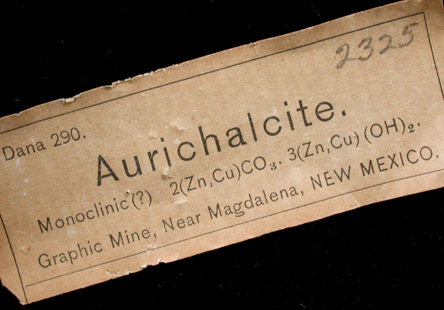 2325
Dana 290.
Aurichalcite.
Monoclinic(?) 2(Zn,Cu)CO₃. 3(Zn,Cu)(OH)₂.
Graphic Mine, Near Magdalena, NEW MEXICO.